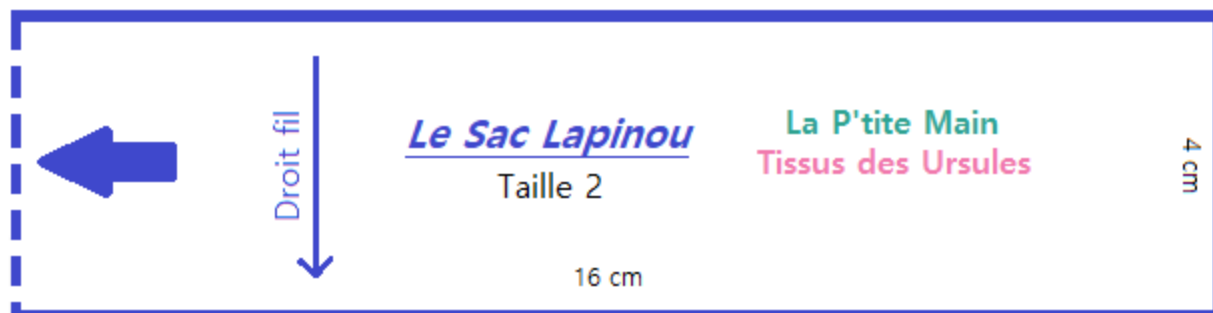 Droit fil
Le Sac Lapinou
Taille 2
La P'tite Main
Tissus des Ursules
4 cm
16 cm